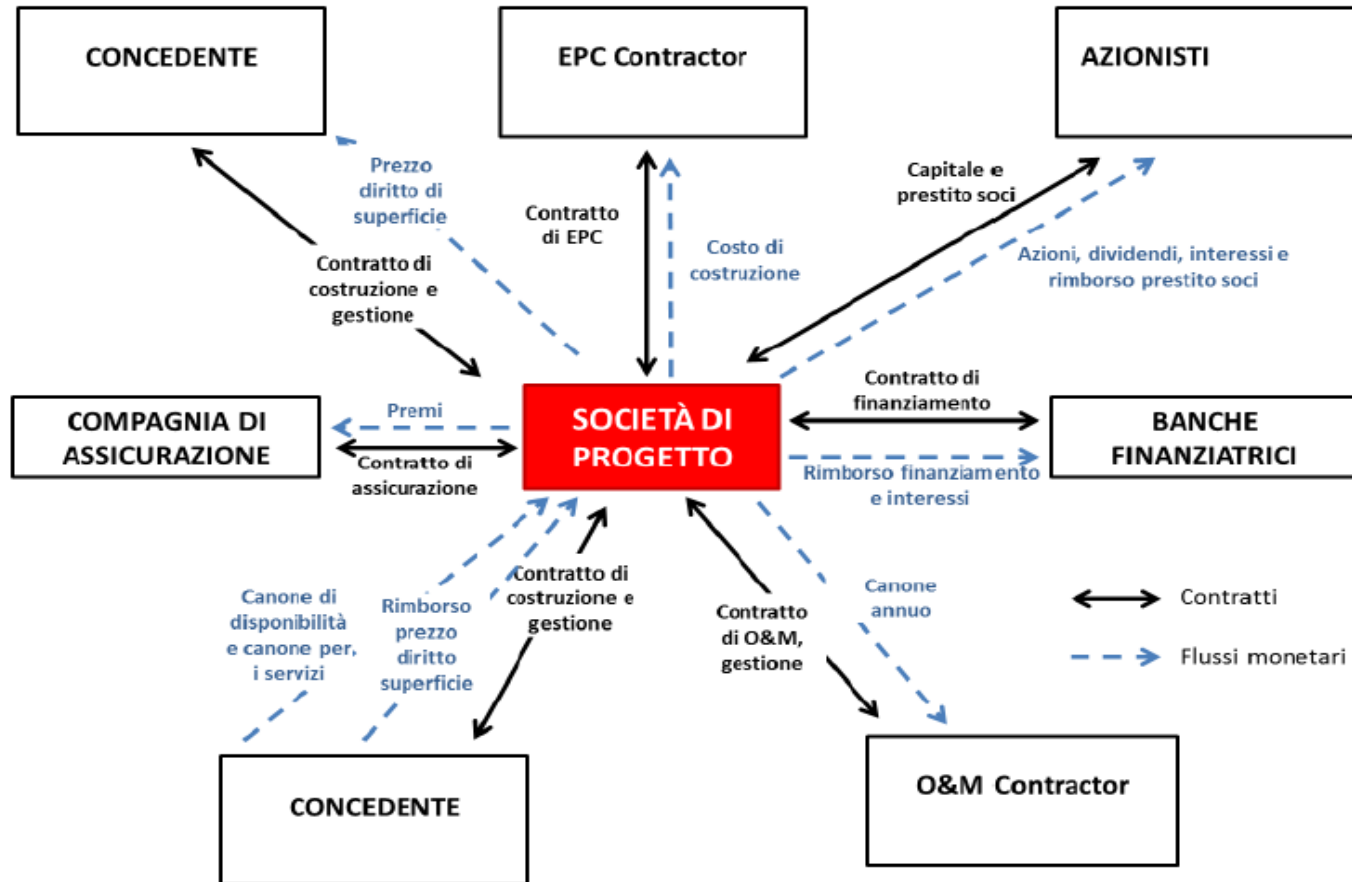 CONCEDENTE
EPC Contractor
AZIONISTI
Prezzo
diritto di
superficie
Contratto di
costruzione e
gestione
Contratto
di EPC
Costo di
costruzione
Capitale e
prestito soci
Azioni, dividendi, interessi e
rimborso prestito soci
COMPAGNIA DI
ASSICURAZIONE
Premi
Contratto di
assicurazione
SOCIETÀ DI
PROGETTO
Contratto di
finanziamento
Rimborso finanziamento
e interessi
BANCHE
FINANZIATRICI
Canone di
disponibilità
e canone per,
i servizi
Rimborso
prezzo
diritto
superficie
Contratto di
costruzione e
gestione
Contratto
di O&M,
gestione
Canone
annuo
Contratti
Flussi monetari
CONCEDENTE
O&M Contractor